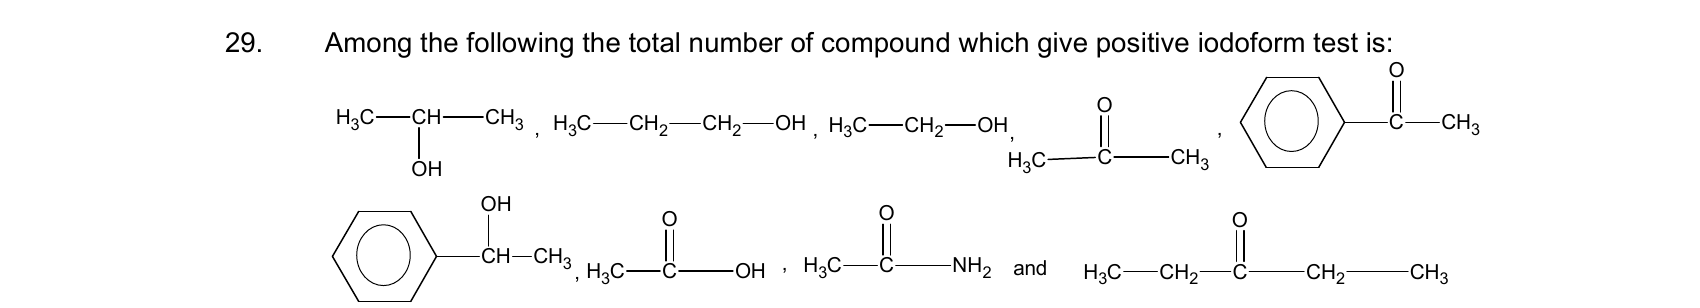 29. Among the following the total number of compound which give positive iodoform test is:
H₃C—CH—CH₃ , H₃C—CH₂—CH₂—OH , H₃C—CH₂—OH, H₃C—C—CH₃ , C—CH₃
OH O O
OH O O O
CH—CH₃ , H₃C—C—OH , H₃C—C—NH₂ and H₃C—CH₂—C—CH₂—CH₃